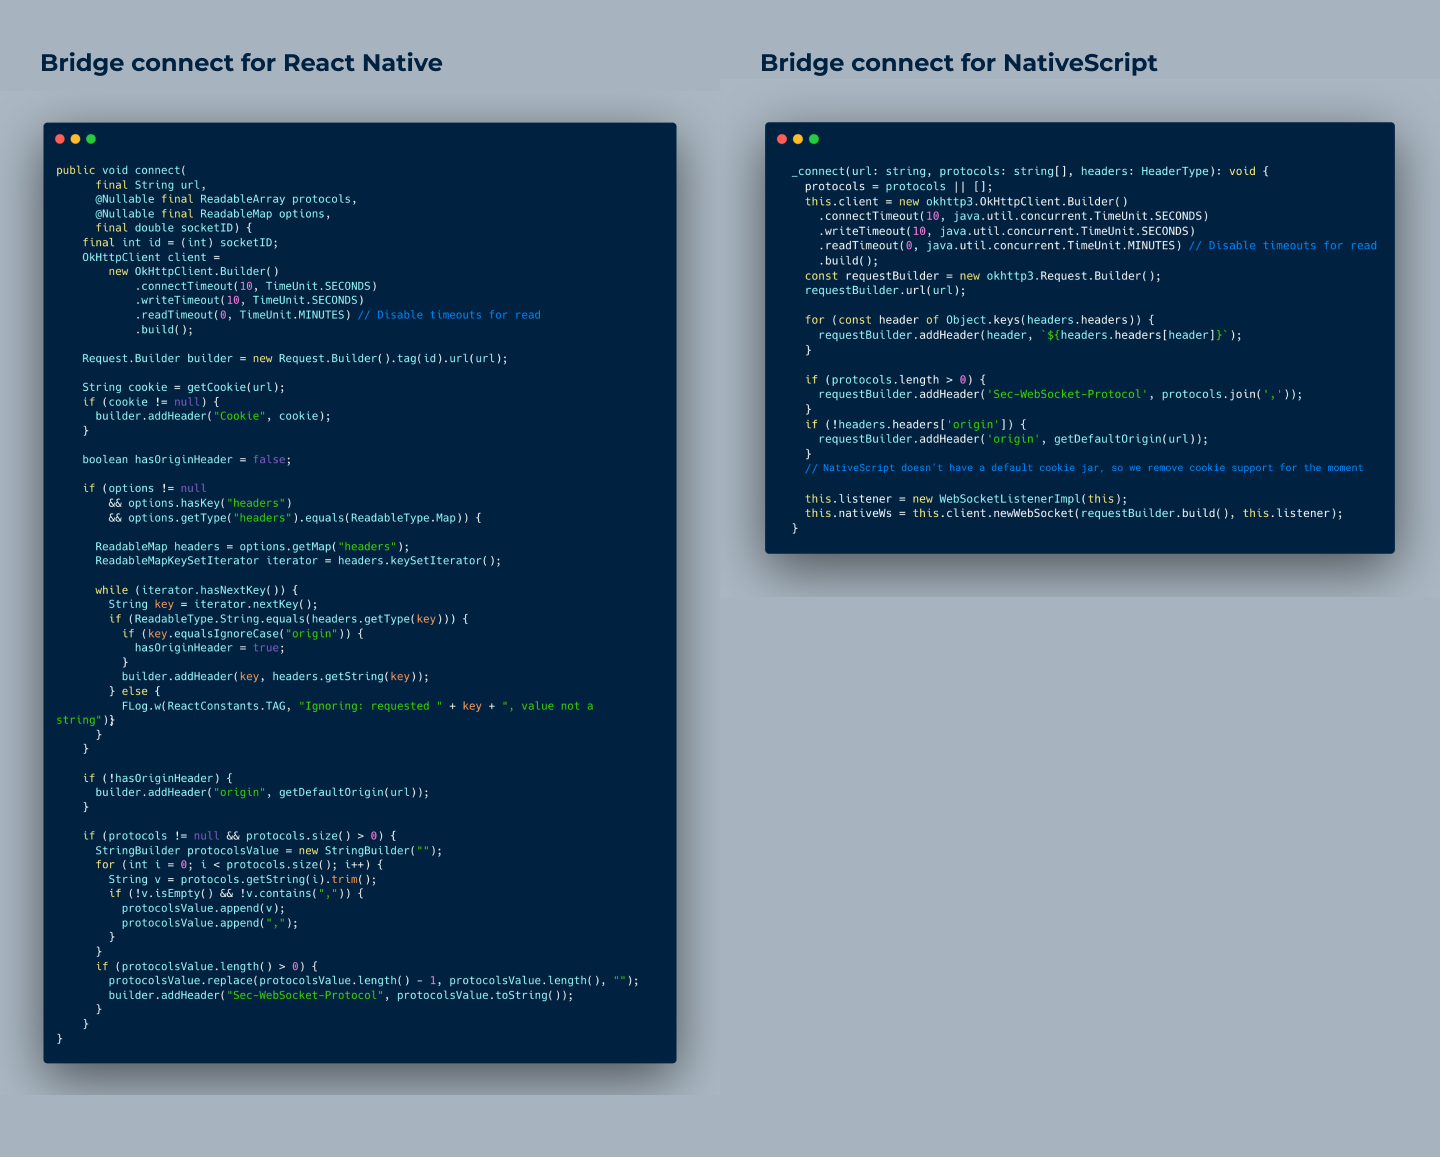 Bridge connect for React Native
public void connect(
      final String url,
      @Nullable final ReadableArray protocols,
      @Nullable final ReadableMap options,
      final double socketID) {
    final int id = (int) socketID;
    OkHttpClient client =
        new OkHttpClient.Builder()
            .connectTimeout(10, TimeUnit.SECONDS)
            .writeTimeout(10, TimeUnit.SECONDS)
            .readTimeout(0, TimeUnit.MINUTES) // Disable timeouts for read
            .build();
    Request.Builder builder = new Request.Builder().tag(id).url(url);
    String cookie = getCookie(url);
    if (cookie != null) {
      builder.addHeader("Cookie", cookie);
    }
    boolean hasOriginHeader = false;
    if (options != null
        && options.hasKey("headers")
        && options.getType("headers").equals(ReadableType.Map)) {
      ReadableMap headers = options.getMap("headers");
      ReadableMapKeySetIterator iterator = headers.keySetIterator();
      while (iterator.hasNextKey()) {
        String key = iterator.nextKey();
        if (ReadableType.String.equals(headers.getType(key))) {
          if (key.equalsIgnoreCase("origin")) {
            hasOriginHeader = true;
          }
          builder.addHeader(key, headers.getString(key));
        } else {
          FLog.w(ReactConstants.TAG, "Ignoring: requested " + key + ", value not a
string");}
      }
    }
    if (!hasOriginHeader) {
      builder.addHeader("origin", getDefaultOrigin(url));
    }
    if (protocols != null && protocols.size() > 0) {
      StringBuilder protocolsValue = new StringBuilder("");
      for (int i = 0; i < protocols.size(); i++) {
        String v = protocols.getString(i).trim();
        if (!v.isEmpty() && !v.contains(",")) {
          protocolsValue.append(v);
          protocolsValue.append(",");
        }
      }
      if (protocolsValue.length() > 0) {
        protocolsValue.replace(protocolsValue.length() - 1, protocolsValue.length(), "");
        builder.addHeader("Sec-WebSocket-Protocol", protocolsValue.toString());
      }
    }
}
Bridge connect for NativeScript
_connect(url: string, protocols: string[], headers: HeaderType): void {
  protocols = protocols || [];
  this.client = new okhttp3.OkHttpClient.Builder()
    .connectTimeout(10, java.util.concurrent.TimeUnit.SECONDS)
    .writeTimeout(10, java.util.concurrent.TimeUnit.SECONDS)
    .readTimeout(0, java.util.concurrent.TimeUnit.MINUTES) // Disable timeouts for read
    .build();
  const requestBuilder = new okhttp3.Request.Builder();
  requestBuilder.url(url);
  for (const header of Object.keys(headers.headers)) {
    requestBuilder.addHeader(header, `${headers.headers[header]}`);
  }
  if (protocols.length > 0) {
    requestBuilder.addHeader('Sec-WebSocket-Protocol', protocols.join(','));
  }
  if (!headers.headers['origin']) {
    requestBuilder.addHeader('origin', getDefaultOrigin(url));
  }
  // NativeScript doesn't have a default cookie jar, so we remove cookie support for the moment
  this.listener = new WebSocketListenerImpl(this);
  this.nativeWs = this.client.newWebSocket(requestBuilder.build(), this.listener);
}